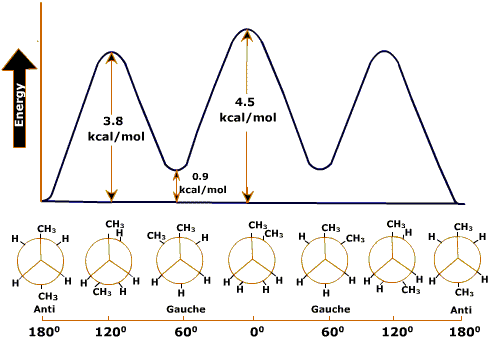 Energy
3.8
kcal/mol
4.5
kcal/mol
0.9
kcal/mol
CH₃
H
H
H
H
CH₃
CH₃
H
H
CH₃
H
H
CH₃
CH₃
H
H
H
H
CH₃
CH₃
H
H
H
H
CH₃
H
CH₃
H
H
H
CH₃
H
H
H
CH₃
H
CH₃
H
H
H
H
CH₃
Anti
Gauche
Gauche
Anti
180⁰
120⁰
60⁰
0⁰
60⁰
120⁰
180⁰